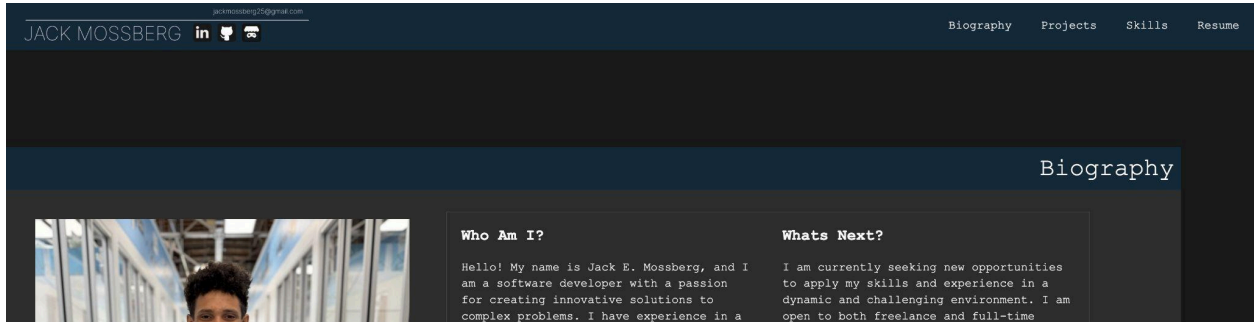 jackmossberg25@gmail.com
JACK MOSSBERG in
Biography Projects Skills Resume
Biography
Who Am I?
Hello! My name is Jack E. Mossberg, and I
am a software developer with a passion
for creating innovative solutions to
complex problems. I have experience in a
Whats Next?
I am currently seeking new opportunities
to apply my skills and experience in a
dynamic and challenging environment. I am
open to both freelance and full-time